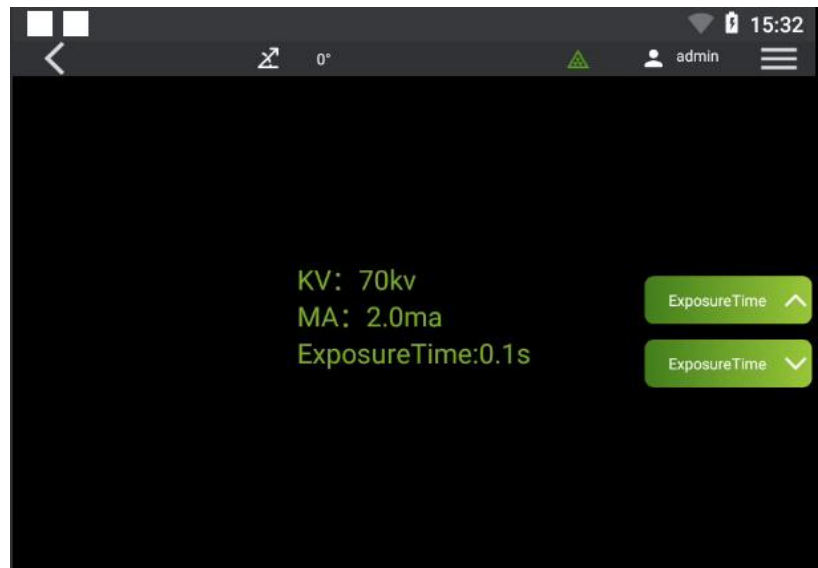 15:32
0° admin
KV：70kv
MA：2.0ma
ExposureTime:0.1s
ExposureTime
ExposureTime